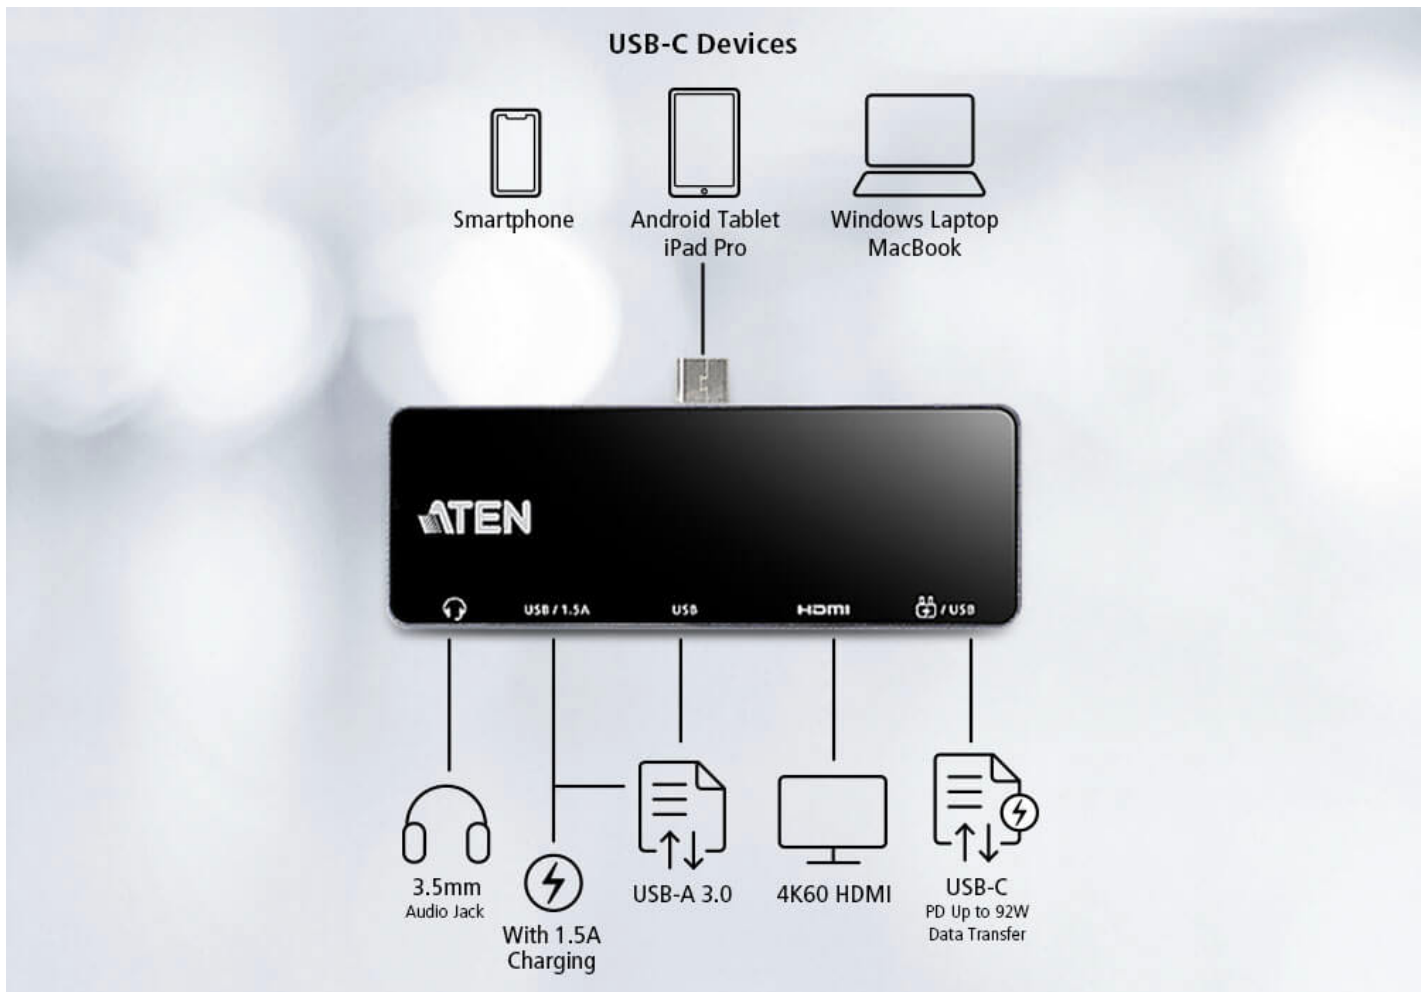 USB-C Devices
Smartphone
Android Tablet
iPad Pro
Windows Laptop
MacBook
ATEN
USB / 1.5A
USB
HDMI
/ USB
3.5mm
Audio Jack
With 1.5A
Charging
USB-A 3.0
4K60 HDMI
USB-C
PD Up to 92W
Data Transfer